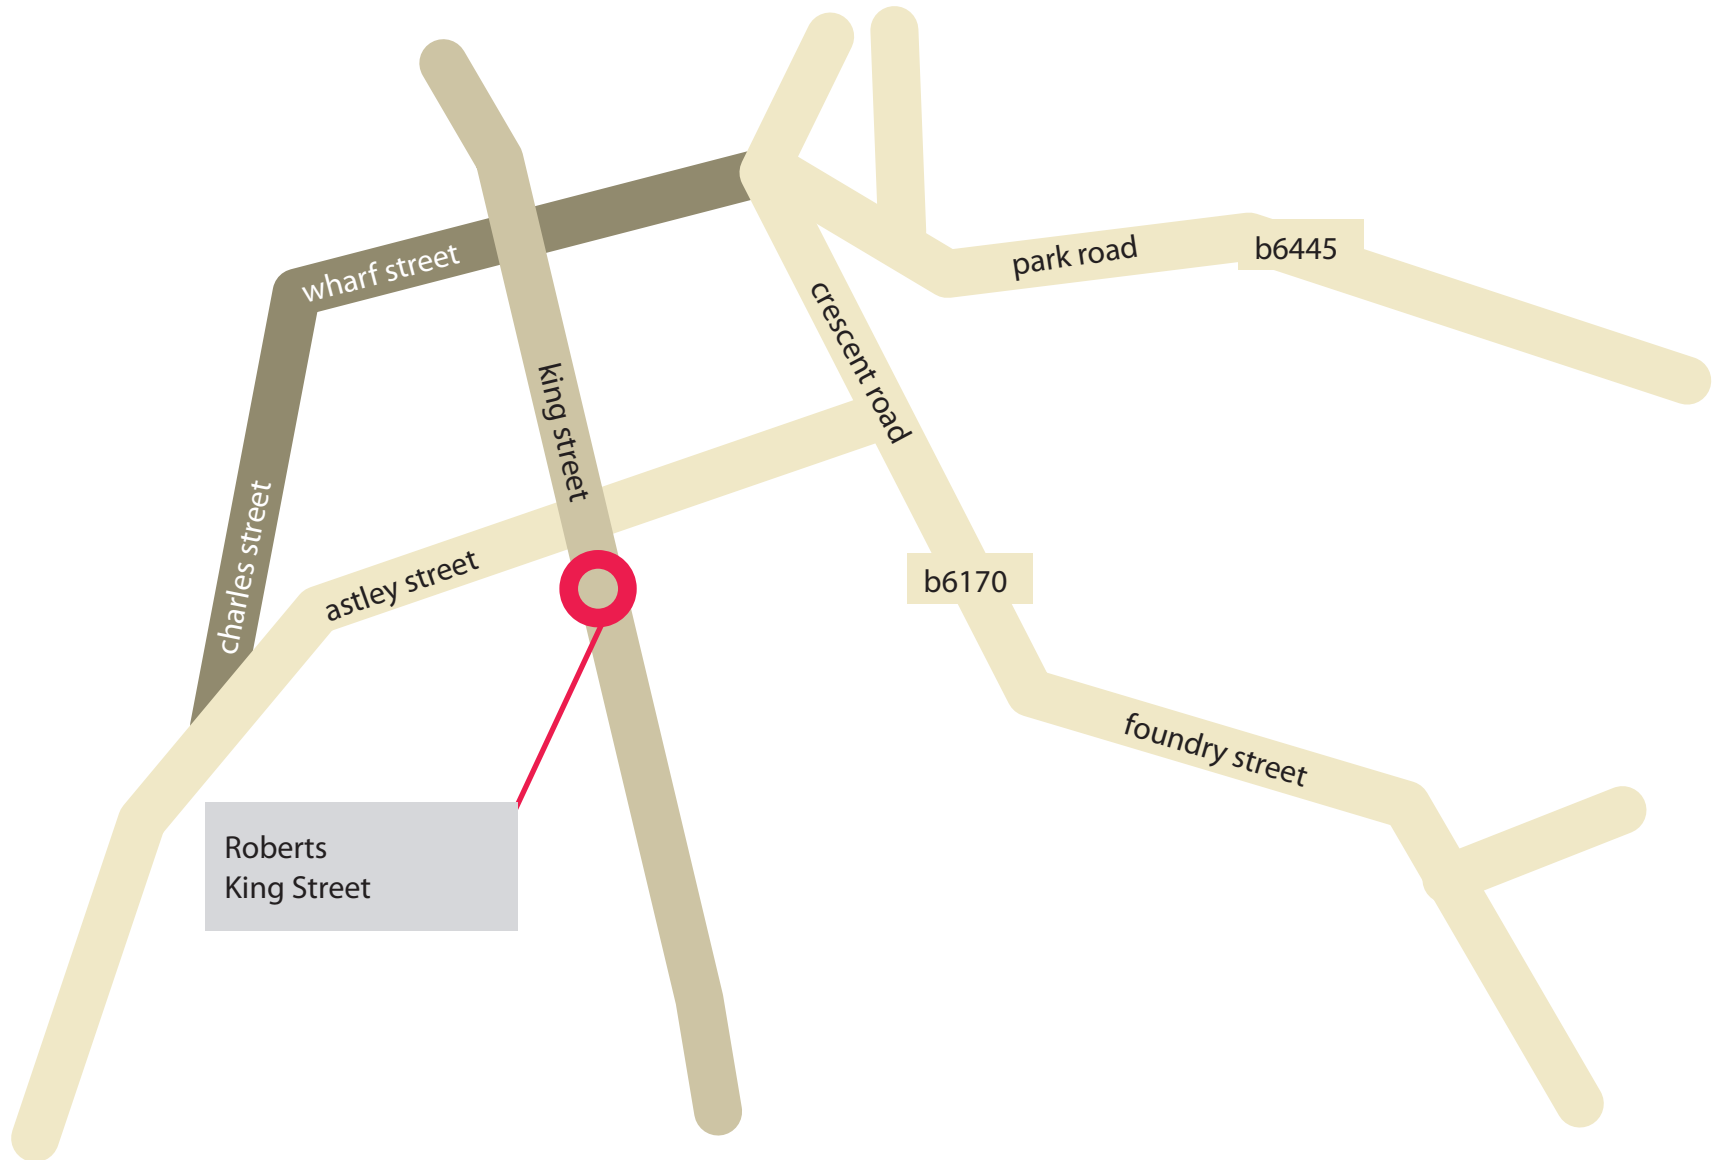 wharf street
park road
b6445
crescent road
king street
charles street
astley street
b6170
foundry street
Roberts
King Street